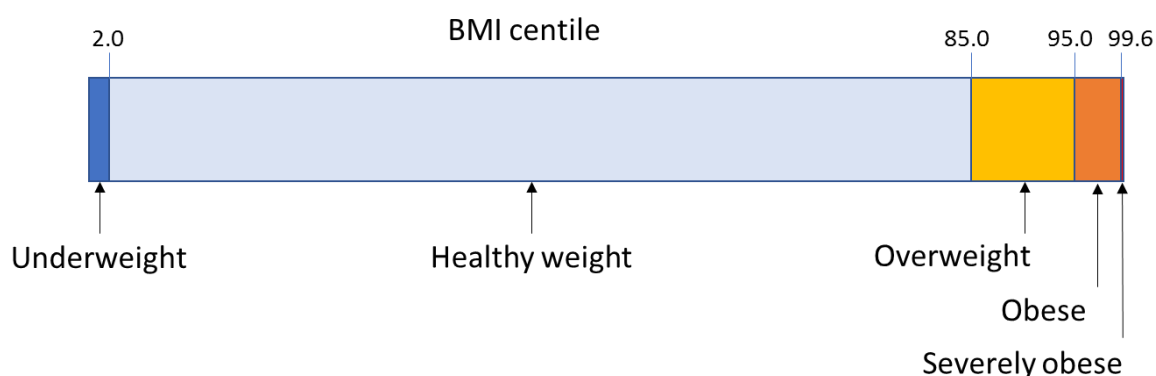 BMI centile
2.0 85.0 95.0 99.6
Underweight Healthy weight Overweight
Obese
Severely obese